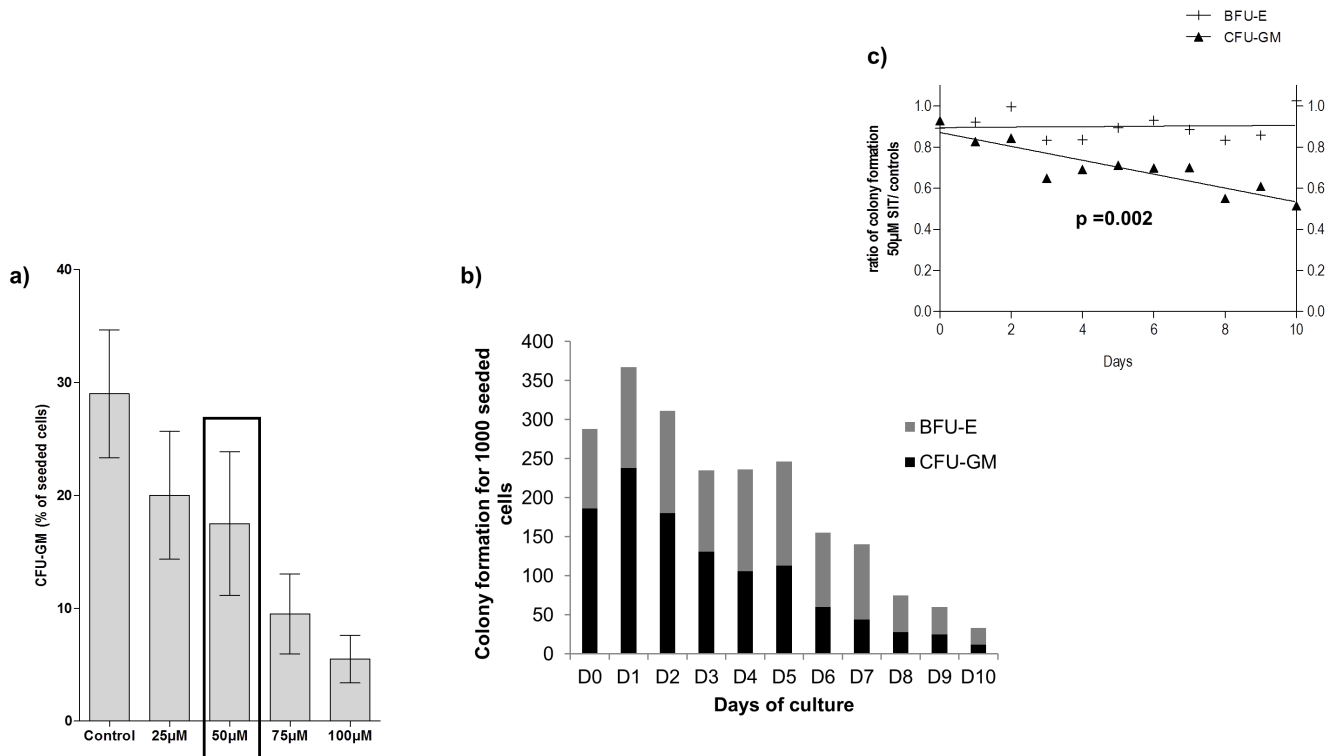 a)
CFU-GM (% of seeded cells)
40
30
20
10
0
Control 25µM 50µM 75µM 100µM
b)
Colony formation for 1000 seeded
cells
400
350
300
250
200
150
100
50
0
D0 D1 D2 D3 D4 D5 D6 D7 D8 D9 D10
Days of culture
BFU-E
CFU-GM
c)
BFU-E
CFU-GM
ratio of colony formation
50µM SIT/ controls
1.0 1.0
0.8 0.8
0.6 0.6
0.4 0.4
0.2 0.2
0.0 0.0
p =0.002
0 2 4 6 8 10
Days